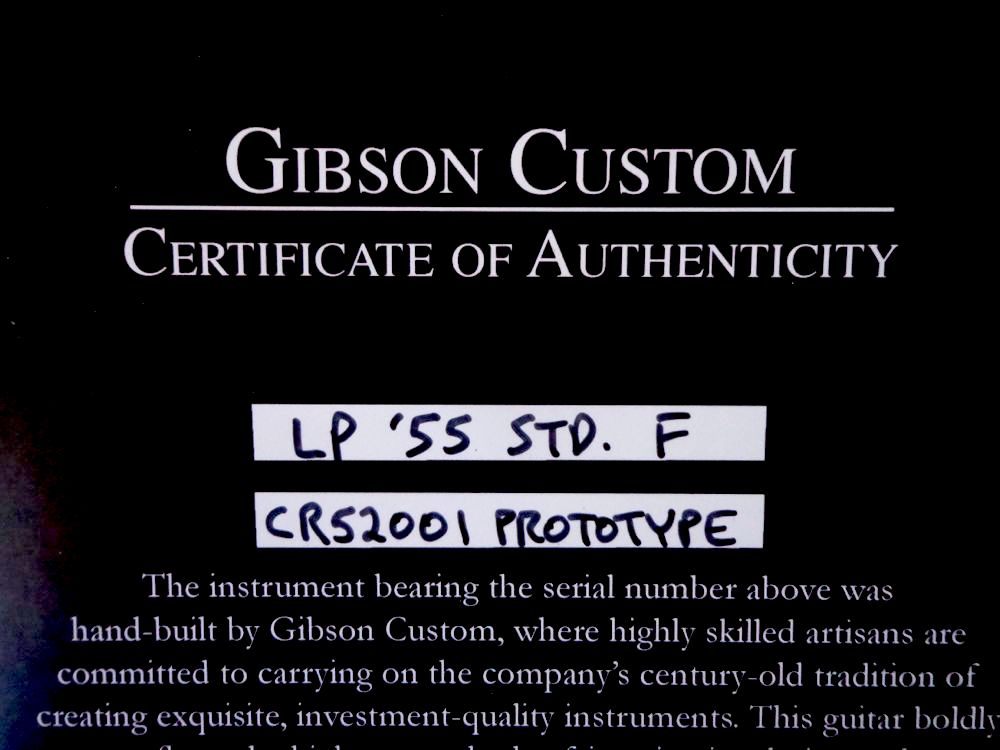 GIBSON CUSTOM
CERTIFICATE OF AUTHENTICITY
LP '55 STD. F
CR52001 PROTOTYPE
The instrument bearing the serial number above was
hand-built by Gibson Custom, where highly skilled artisans are
committed to carrying on the company's century-old tradition of
creating exquisite, investment-quality instruments. This guitar boldly